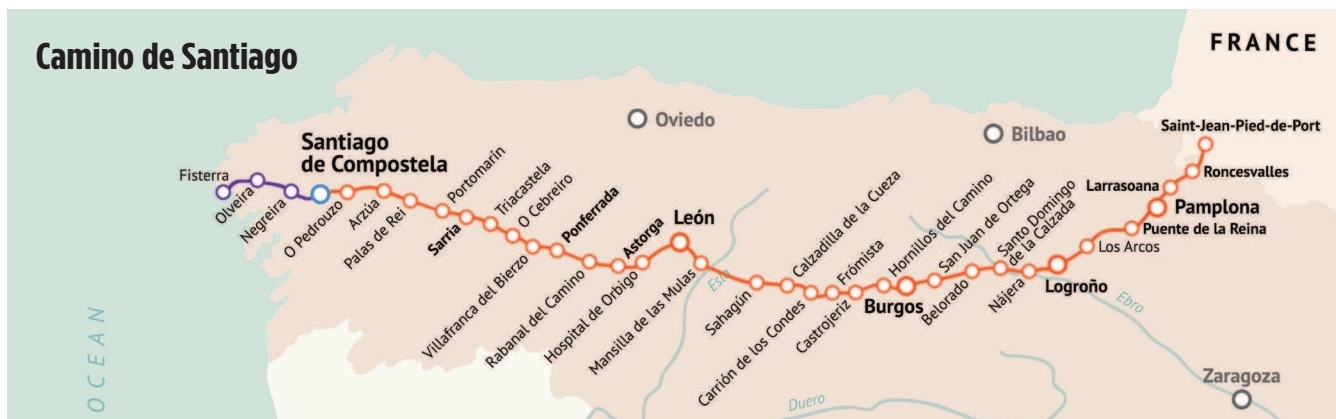 Camino de Santiago
FRANCE
Oviedo
Bilbao
Saint-Jean-Pied-de-Port
Santiago
de Compostela
Fisterra
Olveira
Negreira
O Pedrouzo
Arzúa
Palas de Rei
Portomarín
Sarria
Triacastela
O Cebreiro
Villafranca del Bierzo
Ponferrada
Rabanal del Camino
Astorga
Hospital de Orbigo
León
Mansilla de las Mulas
Esla
Sahagún
Calzadilla de la Cueza
Carrión de los Condes
Frómista
Castrojeriz
Hornillos del Camino
Burgos
San Juan de Ortega
Belorado
Santo Domingo
de la Calzada
Nájera
Logroño
Los Arcos
Puente de la Reina
Pamplona
Larrasoana
Roncesvalles
Ebro
Zaragoza
Duero
OCEAN